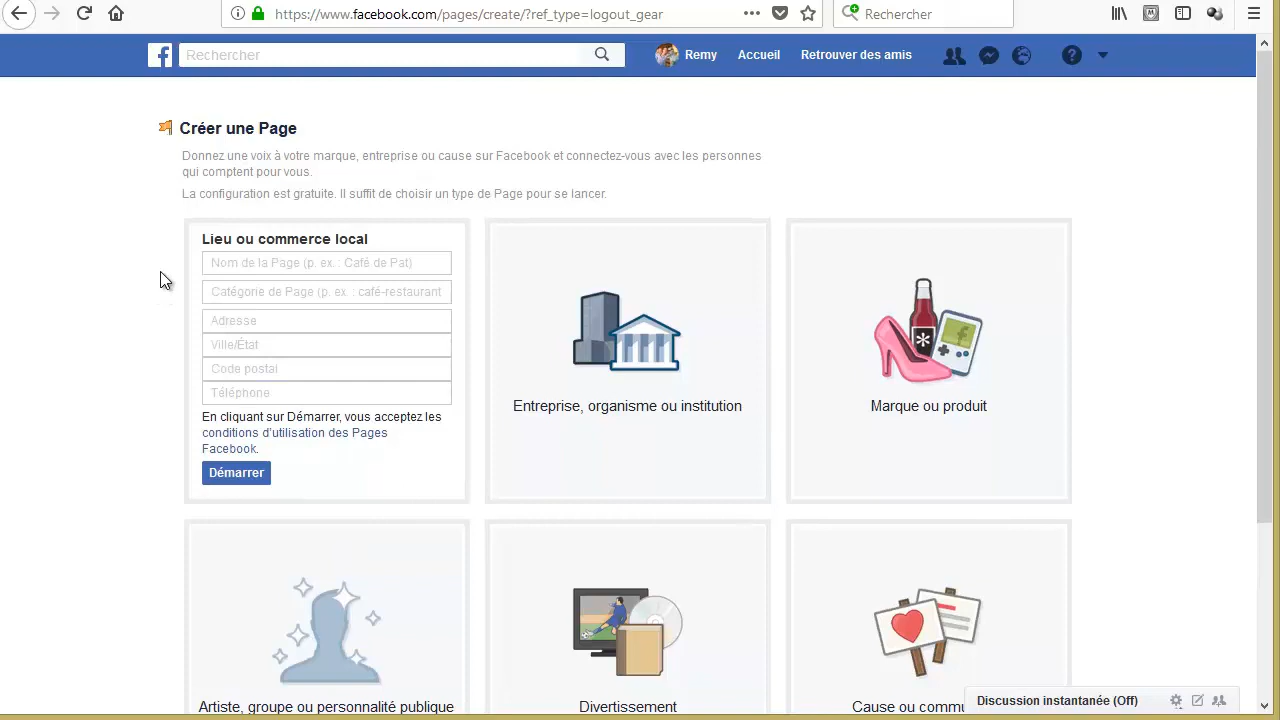 https://www.facebook.com/pages/create/?ref_type=logout_gear
Rechercher
Rechercher
Remy
Accueil
Retrouver des amis
Créer une Page
Donnez une voix à votre marque, entreprise ou cause sur Facebook et connectez-vous avec les personnes
qui comptent pour vous.
La configuration est gratuite. Il suffit de choisir un type de Page pour se lancer.
Lieu ou commerce local
Nom de la Page (p. ex. : Café de Pat)
Catégorie de Page (p. ex. : café-restaurant
Adresse
Ville/État
Code postal
Téléphone
En cliquant sur Démarrer, vous acceptez les
conditions d'utilisation des Pages
Facebook.
Démarrer
Entreprise, organisme ou institution
Marque ou produit
Artiste, groupe ou personnalité publique
Divertissement
Cause ou
Discussion instantanée (Off)